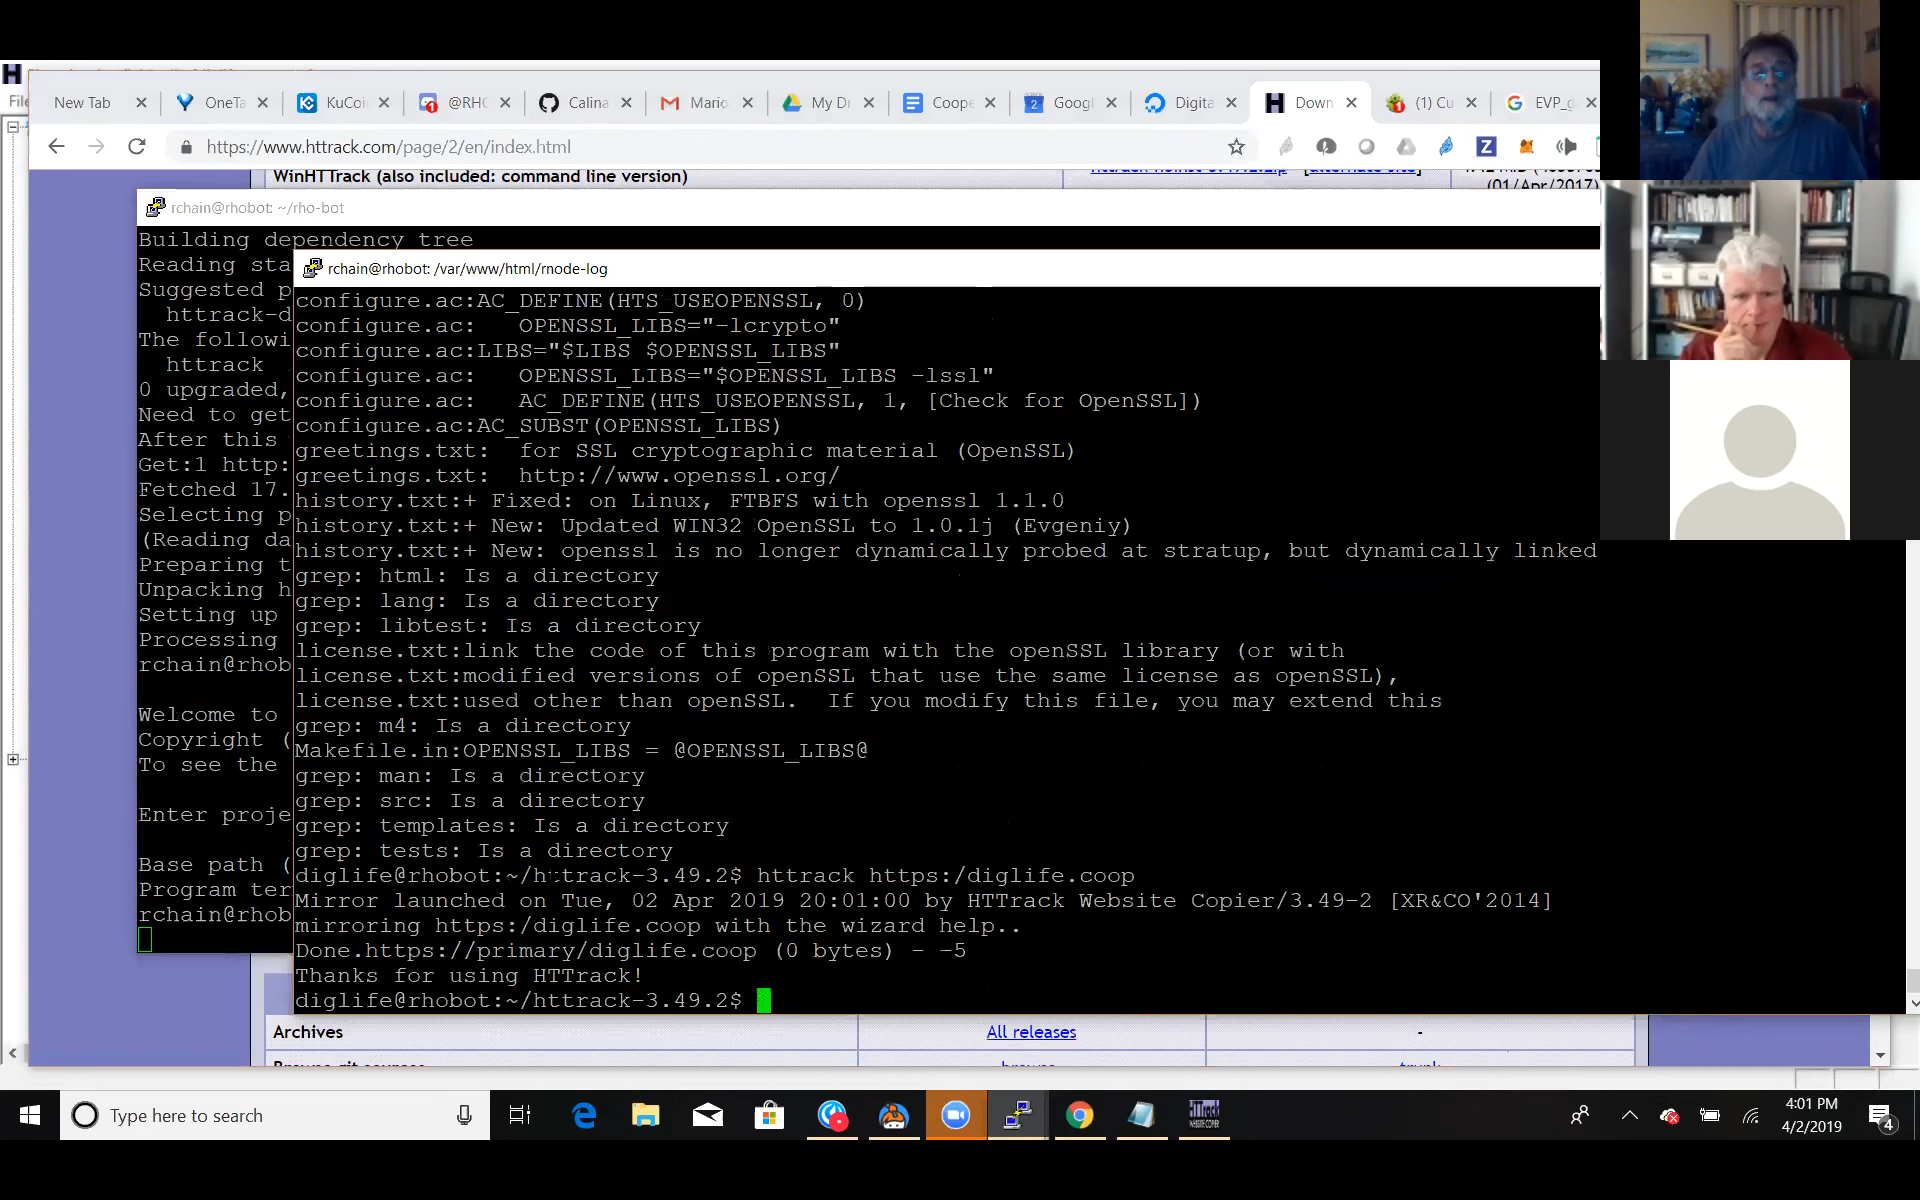 H
File
New Tab
OneTa
KuCoi
@RHC
Calina
Mario
My Dr
Coope
2 Googl
Digita
H Down
(1) Cu
EVP_g
https://www.httrack.com/page/2/en/index.html
Z
WinHTTrack (also included: command line version)
(01/Apr/2017)
rchain@rhobot: ~/rho-bot
Building dependency tree
Reading sta
Suggested p
httrack-d
The followi
httrack
0 upgraded,
Need to get
After this
Get:1 http:
Fetched 17.
Selecting p
(Reading da
Preparing t
Unpacking h
Setting up
Processing
rchain@rhob
Welcome to
Copyright (
To see the
Enter proje
Base path (
Program ter
rchain@rhob
rchain@rhobot: /var/www/html/rnode-log
configure.ac:AC_DEFINE(HTS_USEOPENSSL, 0)
configure.ac:   OPENSSL_LIBS="-lcrypto"
configure.ac:LIBS="$LIBS $OPENSSL_LIBS"
configure.ac:   OPENSSL_LIBS="$OPENSSL_LIBS -lssl"
configure.ac:   AC_DEFINE(HTS_USEOPENSSL, 1, [Check for OpenSSL])
configure.ac:AC_SUBST(OPENSSL_LIBS)
greetings.txt:  for SSL cryptographic material (OpenSSL)
greetings.txt:  http://www.openssl.org/
history.txt:+ Fixed: on Linux, FTBFS with openssl 1.1.0
history.txt:+ New: Updated WIN32 OpenSSL to 1.0.1j (Evgeniy)
history.txt:+ New: openssl is no longer dynamically probed at stratup, but dynamically linked
grep: html: Is a directory
grep: lang: Is a directory
grep: libtest: Is a directory
license.txt:link the code of this program with the openSSL library (or with
license.txt:modified versions of openSSL that use the same license as openSSL),
license.txt:used other than openSSL.  If you modify this file, you may extend this
grep: m4: Is a directory
Makefile.in:OPENSSL_LIBS = @OPENSSL_LIBS@
grep: man: Is a directory
grep: src: Is a directory
grep: templates: Is a directory
grep: tests: Is a directory
diglife@rhobot:~/httrack-3.49.2$ httrack https:/diglife.coop
Mirror launched on Tue, 02 Apr 2019 20:01:00 by HTTrack Website Copier/3.49-2 [XR&CO'2014]
mirroring https:/diglife.coop with the wizard help..
Done.https://primary/diglife.coop (0 bytes) - -5
Thanks for using HTTrack!
diglife@rhobot:~/httrack-3.49.2$
Archives
All releases
-
Type here to search
HTTrack
WEBSITE COPIER
4:01 PM
4/2/2019
4